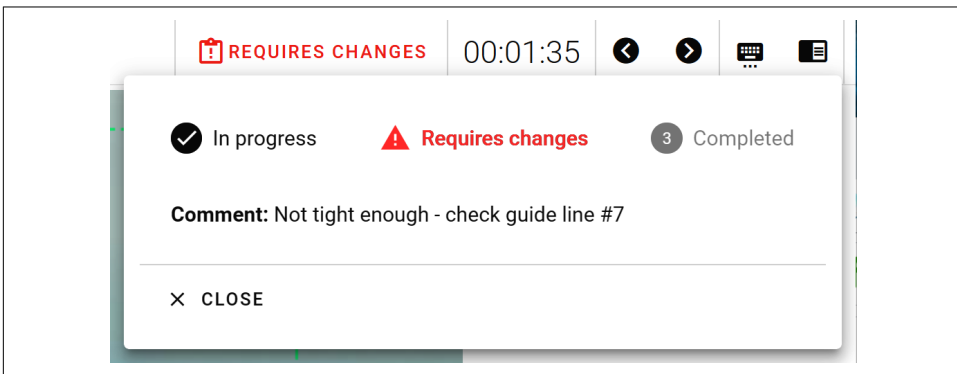 REQUIRES CHANGES 00:01:35
In progress Requires changes 3 Completed
Comment: Not tight enough - check guide line #7
CLOSE